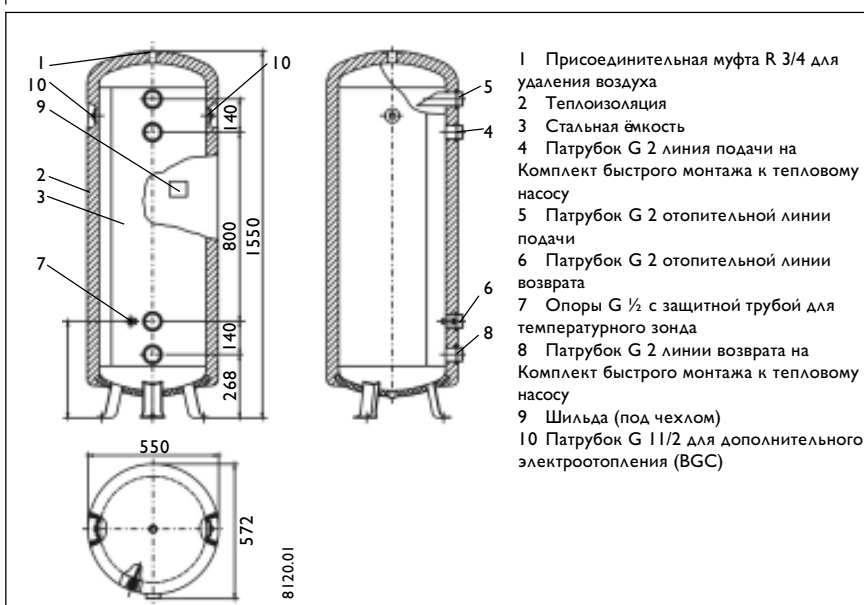 1
10
9
2
3
7
10
140
800
1550
140
268
550
572
8120.01
5
4
6
8
1 Присоединительная муфта R 3/4 для
удаления воздуха
2 Теплоизоляция
3 Стальная ёмкость
4 Патрубок G 2 линия подачи на
Комплект быстрого монтажа к тепловому
насосу
5 Патрубок G 2 отопительной линии
подачи
6 Патрубок G 2 отопительной линии
возврата
7 Опоры G ½ с защитной трубой для
температурного зонда
8 Патрубок G 2 линии возврата на
Комплект быстрого монтажа к тепловому
насосу
9 Шильда (под чехлом)
10 Патрубок G 11/2 для дополнительного
электроотопления (BGC)